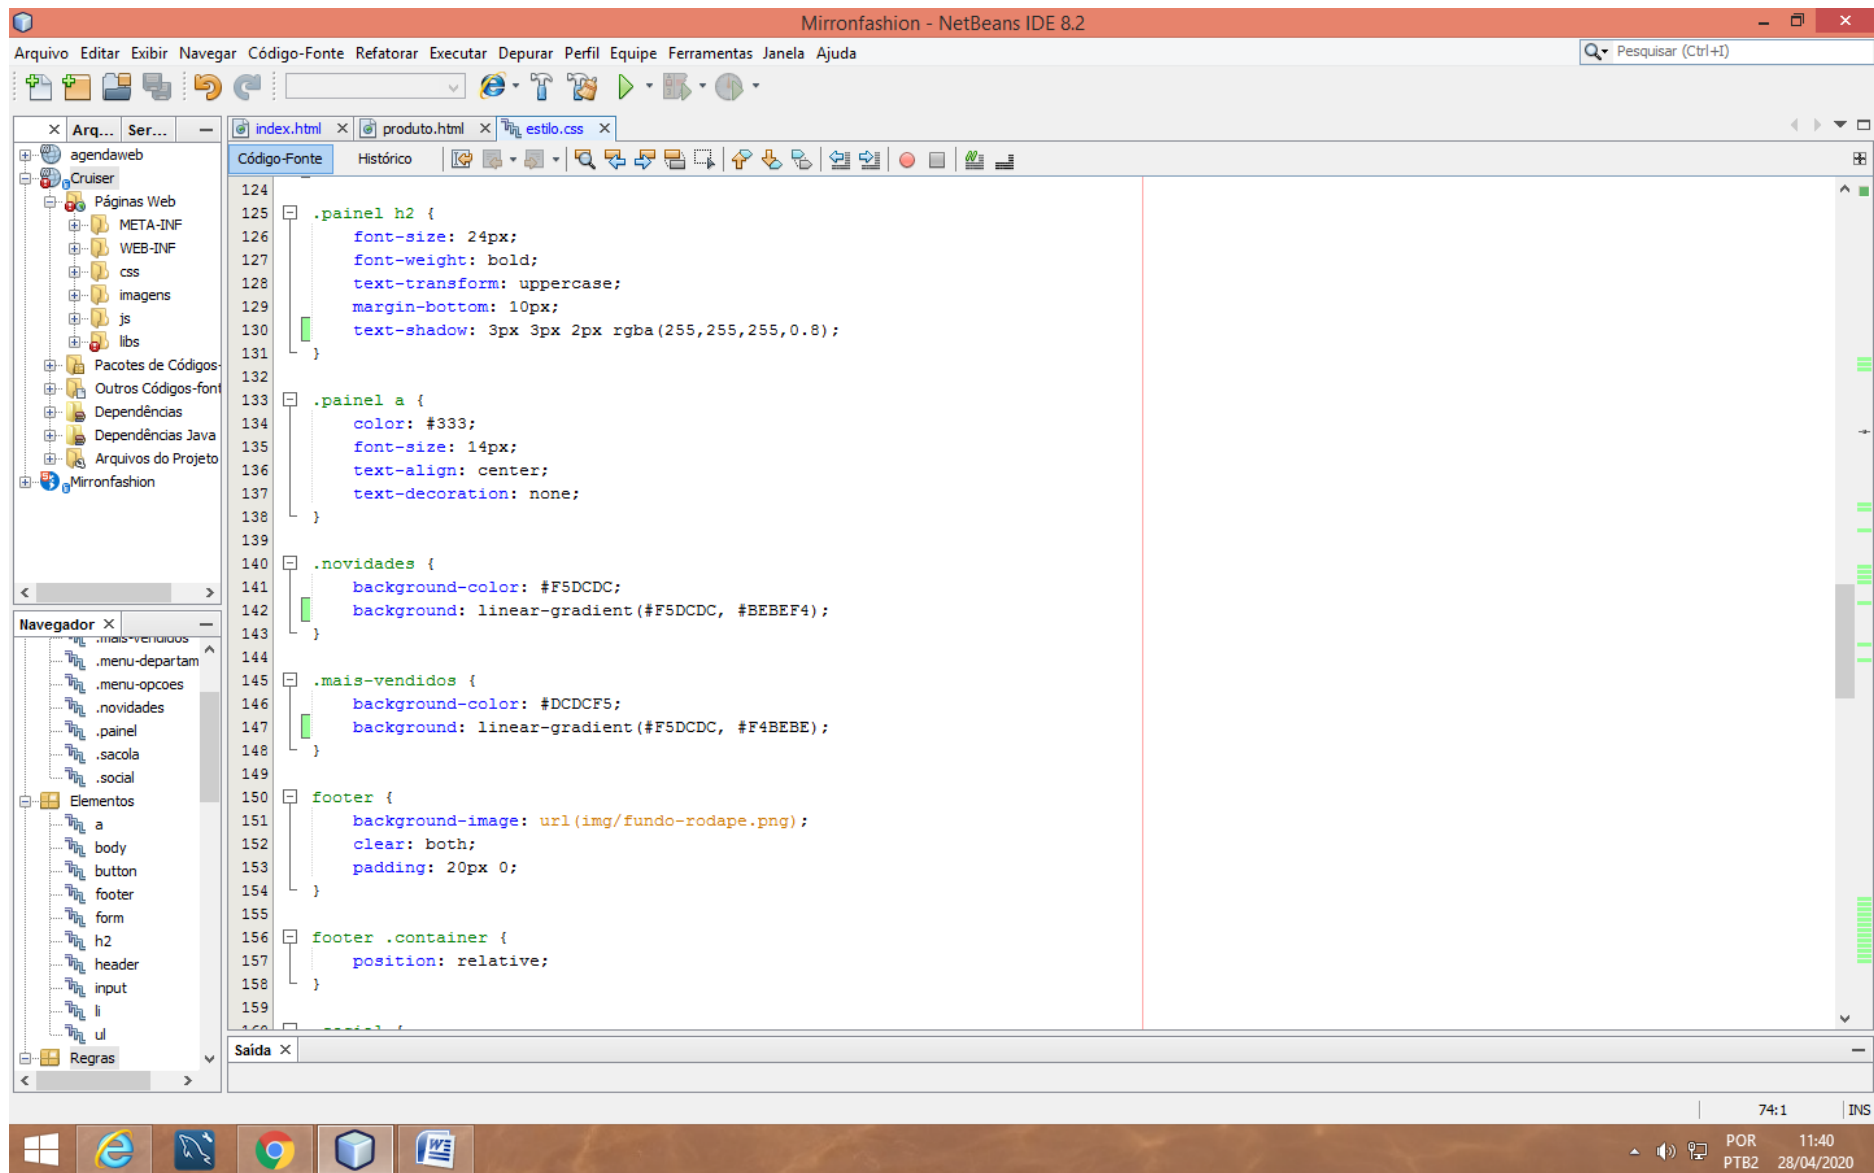 Mirronfashion - NetBeans IDE 8.2
Arquivo Editar Exibir Navegar Código-Fonte Refatorar Executar Depurar Perfil Equipe Ferramentas Janela Ajuda
Pesquisar (Ctrl+I)
Arq... Ser...
index.html produto.html estilo.css
Código-Fonte Histórico
agendaweb
Cruiser
Páginas Web
META-INF
WEB-INF
css
imagens
js
libs
Pacotes de Códigos-
Outros Códigos-font
Dependências
Dependências Java
Arquivos do Projeto
Mirronfashion
Navegador
.mais-vendidos
.menu-departam
.menu-opcoes
.novidades
.painel
.sacola
.social
Elementos
a
body
button
footer
form
h2
header
input
li
ul
Regras
124
125 .painel h2 {
126 font-size: 24px;
127 font-weight: bold;
128 text-transform: uppercase;
129 margin-bottom: 10px;
130 text-shadow: 3px 3px 2px rgba(255,255,255,0.8);
131 }
132
133 .painel a {
134 color: #333;
135 font-size: 14px;
136 text-align: center;
137 text-decoration: none;
138 }
139
140 .novidades {
141 background-color: #F5DCDC;
142 background: linear-gradient(#F5DCDC, #BEBEF4);
143 }
144
145 .mais-vendidos {
146 background-color: #DCDCF5;
147 background: linear-gradient(#F5DCDC, #F4BEBE);
148 }
149
150 footer {
151 background-image: url(img/fundo-rodape.png);
152 clear: both;
153 padding: 20px 0;
154 }
155
156 footer .container {
157 position: relative;
158 }
159
160 .social {
Saída
74:1 INS
POR 11:40
PTB2 28/04/2020